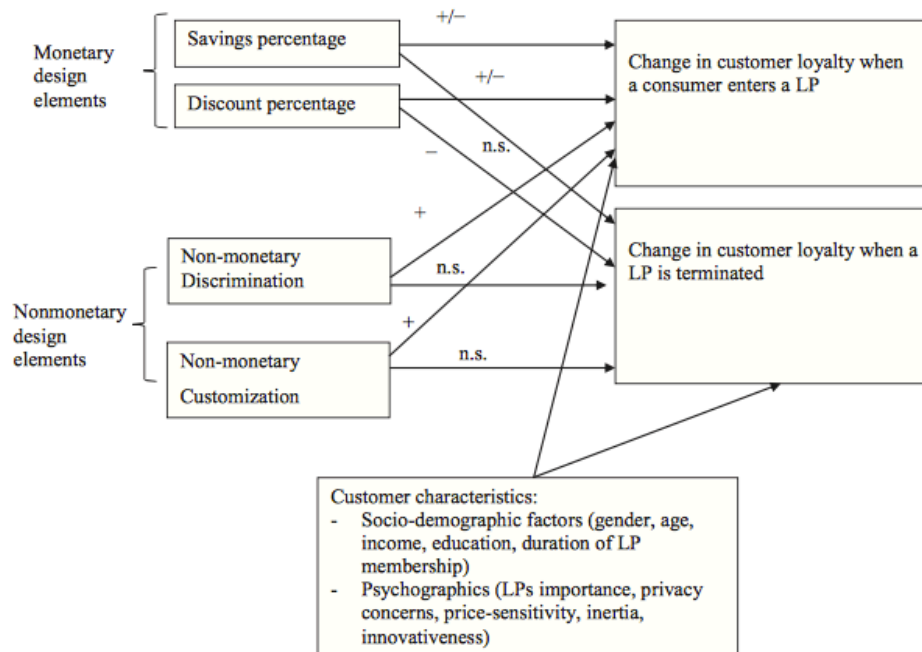 Monetary
design
elements
Savings percentage
Discount percentage
+/−
+/−
−
n.s.
Change in customer loyalty when
a consumer enters a LP
Nonmonetary
design
elements
Non-monetary
Discrimination
Non-monetary
Customization
+
n.s.
+
n.s.
Change in customer loyalty when a
LP is terminated
Customer characteristics:
- Socio-demographic factors (gender, age,
income, education, duration of LP
membership)
- Psychographics (LPs importance, privacy
concerns, price-sensitivity, inertia,
innovativeness)